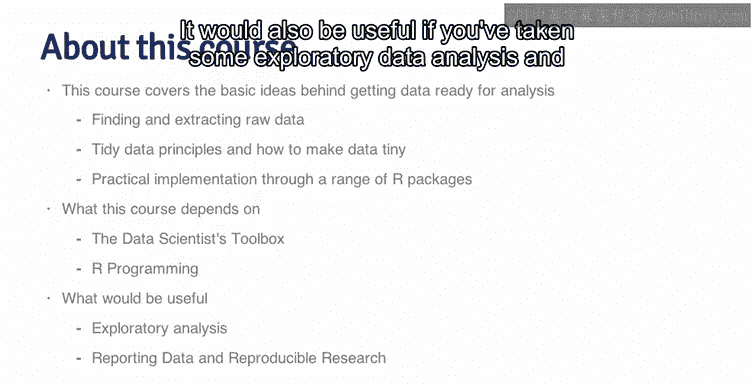 It would also be useful if you've taken
some exploratory data analysis and
About this course
· This course covers the basic ideas behind getting data ready for analysis
- Finding and extracting raw data
- Tidy data principles and how to make data tiny
- Practical implementation through a range of R packages
· What this course depends on
- The Data Scientist's Toolbox
- R Programming
· What would be useful
- Exploratory analysis
- Reporting Data and Reproducible Research